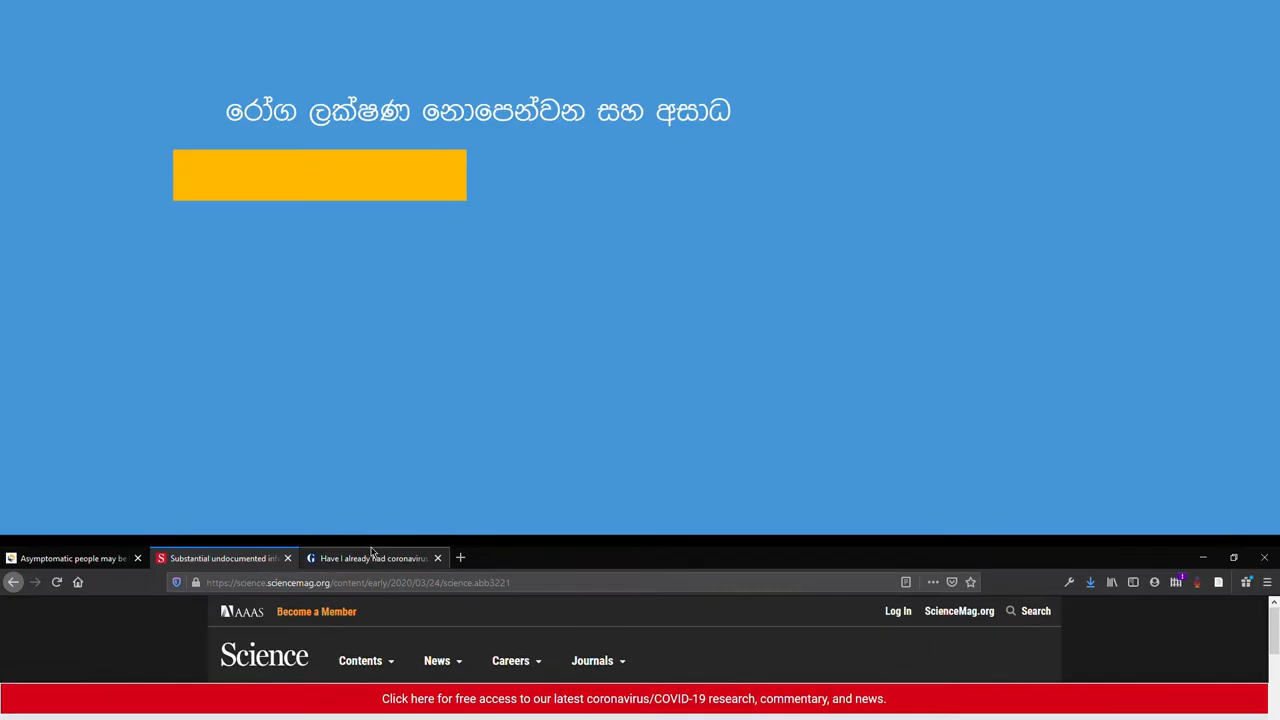 රෝග ලක්ෂණ නොපෙන්වන සහ අසාධ
Asymptomatic people may be
Substantial undocumented inf
Have I already had coronavirus
https://science.sciencemag.org/content/early/2020/03/24/science.abb3221
AAAS Become a Member Log In ScienceMag.org Search
Science Contents News Careers Journals
Click here for free access to our latest coronavirus/COVID-19 research, commentary, and news.